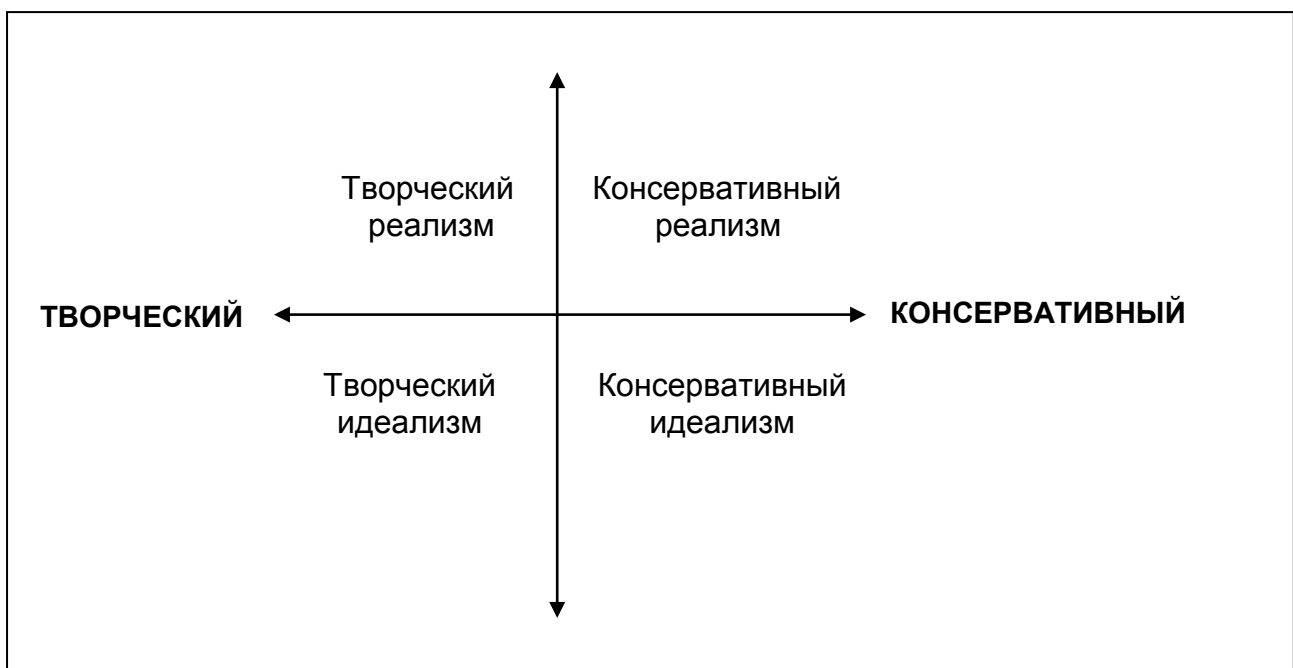 Творческий
реализм
Консервативный
реализм
ТВОРЧЕСКИЙ
КОНСЕРВАТИВНЫЙ
Творческий
идеализм
Консервативный
идеализм